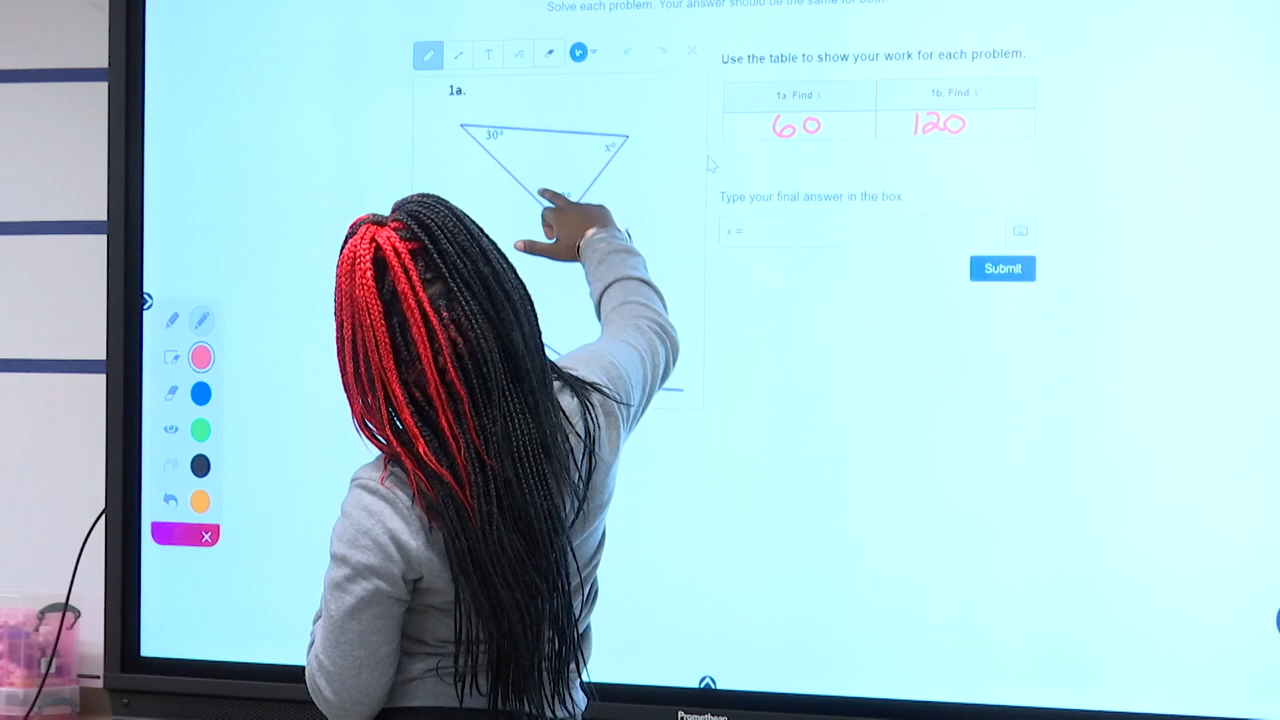 Solve each problem. Your answer should be the same for both.
T
Use the table to show your work for each problem.
1a.
1a. Find x
1b. Find x
60
120
30°
x°
Type your final answer in the box.
x =
Submit
Promethean